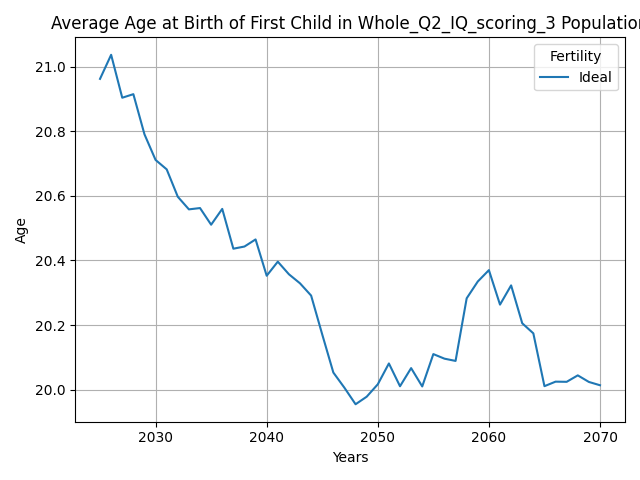 Average Age at Birth of First Child in Whole_Q2_IQ_scoring_3 Population
Fertility
Ideal
21.0
20.8
20.6
20.4
20.2
20.0
Age
2030 2040 2050 2060 2070
Years